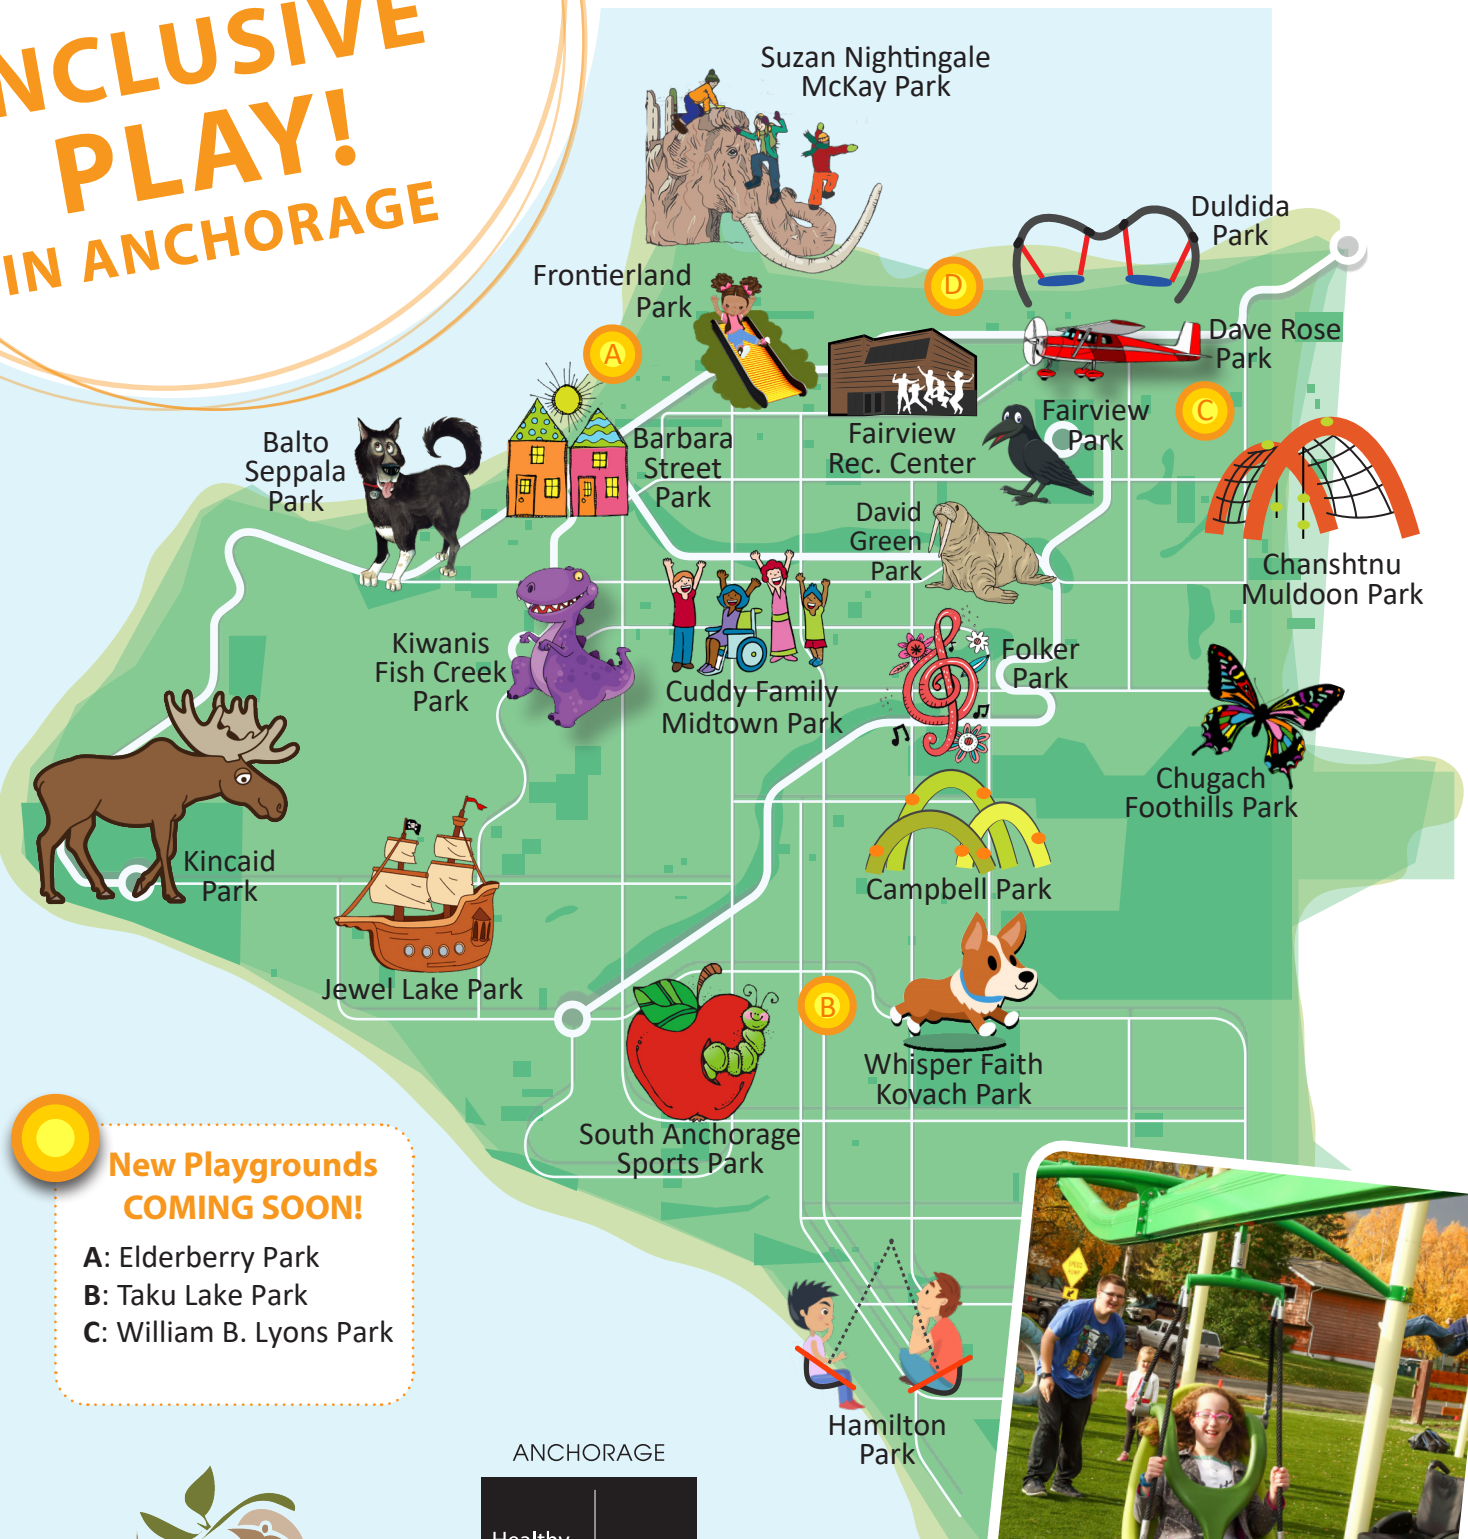 NCLUSIVE
PLAY!
IN ANCHORAGE
Suzan Nightingale
McKay Park
Duldida
Park
Frontierland
Park
D
Dave Rose
Park
A
C
Balto
Seppala
Park
Barbara
Street
Park
Fairview
Rec. Center
Fairview
Park
David
Green
Park
Chanshtnu
Muldoon Park
Kiwanis
Fish Creek
Park
Cuddy Family
Midtown Park
Folker
Park
Chugach
Foothills Park
Kincaid
Park
Campbell Park
Jewel Lake Park
B
Whisper Faith
Kovach Park
South Anchorage
Sports Park
New Playgrounds
COMING SOON!
A: Elderberry Park
B: Taku Lake Park
C: William B. Lyons Park
Hamilton
Park
ANCHORAGE
Healthy